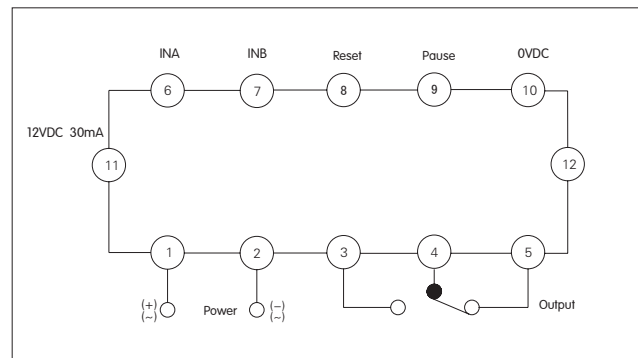 INA INB Reset Pause 0VDC
6 7 8 9 10
12VDC 30mA
11 12
1 2 3 4 5
(+) (−)
(~) Power (~) Output